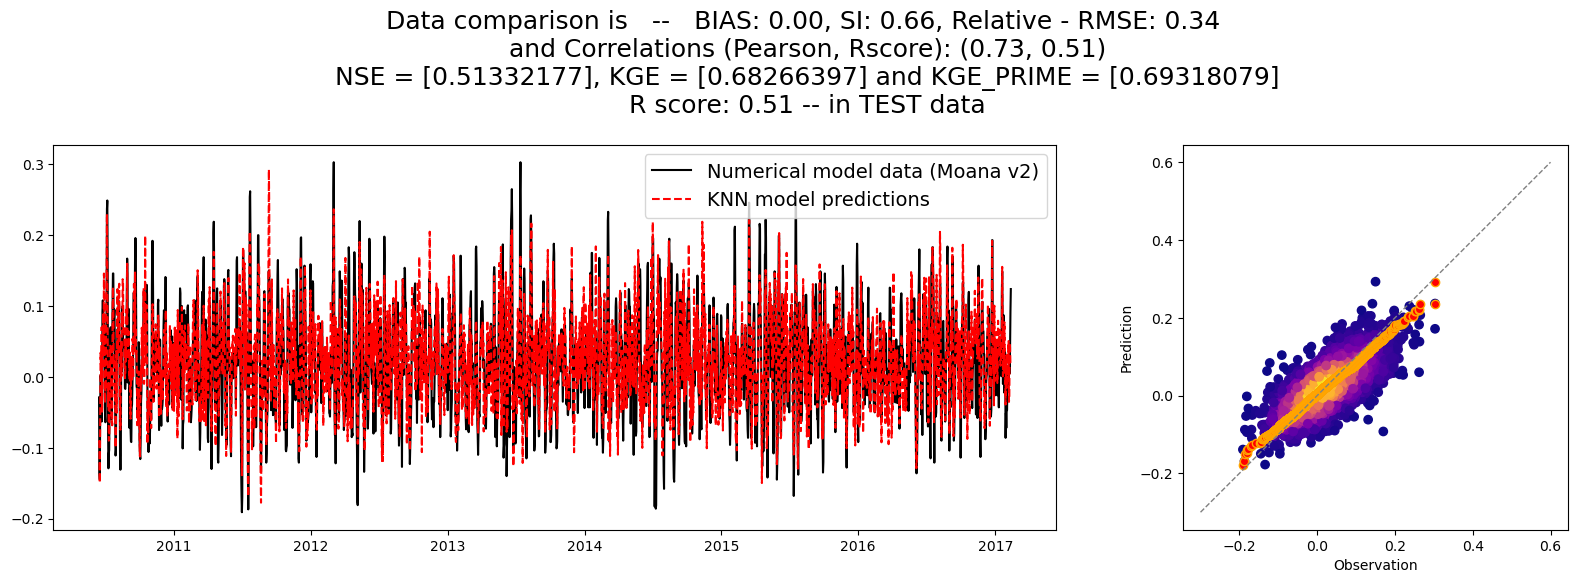 Data comparison is -- BIAS: 0.00, SI: 0.66, Relative - RMSE: 0.34
and Correlations (Pearson, Rscore): (0.73, 0.51)
NSE = [0.51332177], KGE = [0.68266397] and KGE_PRIME = [0.69318079]
R score: 0.51 -- in TEST data
Numerical model data (Moana v2)
KNN model predictions
0.3
0.2
0.1
0.0
−0.1
−0.2
2011 2012 2013 2014 2015 2016 2017
Prediction
0.6
0.4
0.2
0.0
−0.2
−0.2 0.0 0.2 0.4 0.6
Observation